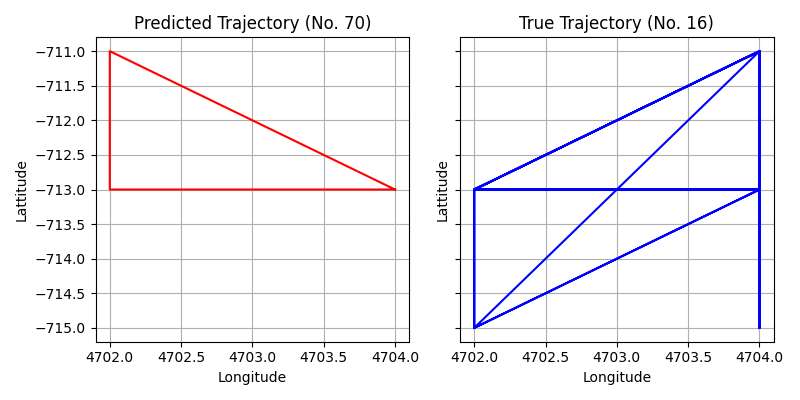 Predicted Trajectory (No. 70)
True Trajectory (No. 16)
Lattitude
−711.0
−711.5
−712.0
−712.5
−713.0
−713.5
−714.0
−714.5
−715.0
Lattitude
4702.0 4702.5 4703.0 4703.5 4704.0
4702.0 4702.5 4703.0 4703.5 4704.0
Longitude
Longitude